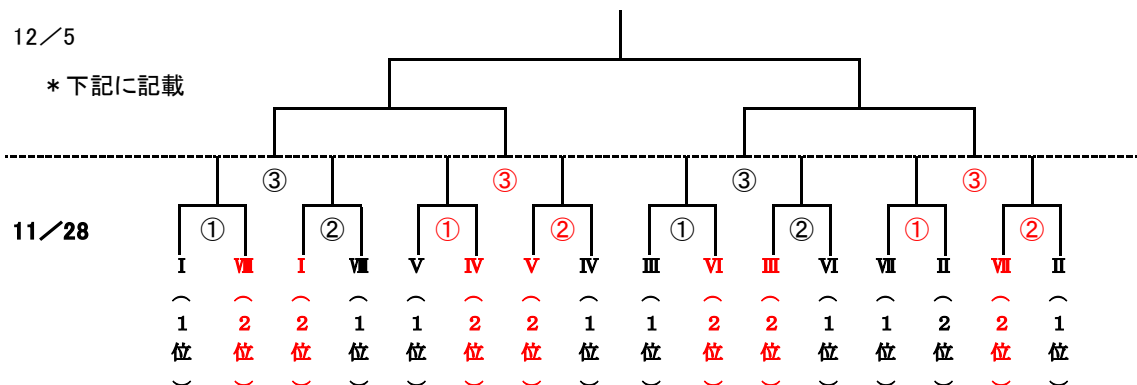 12／5
＊下記に記載
③ ③ ③ ③
11／28
① ② ① ② ① ② ① ②
Ⅰ Ⅷ Ⅰ Ⅷ Ⅴ Ⅳ Ⅴ Ⅳ Ⅲ Ⅵ Ⅲ Ⅵ Ⅶ Ⅱ Ⅶ Ⅱ
（1位） （2位） （2位） （1位） （1位） （2位） （2位） （1位） （1位） （2位） （2位） （1位） （1位） （2位） （2位） （1位）